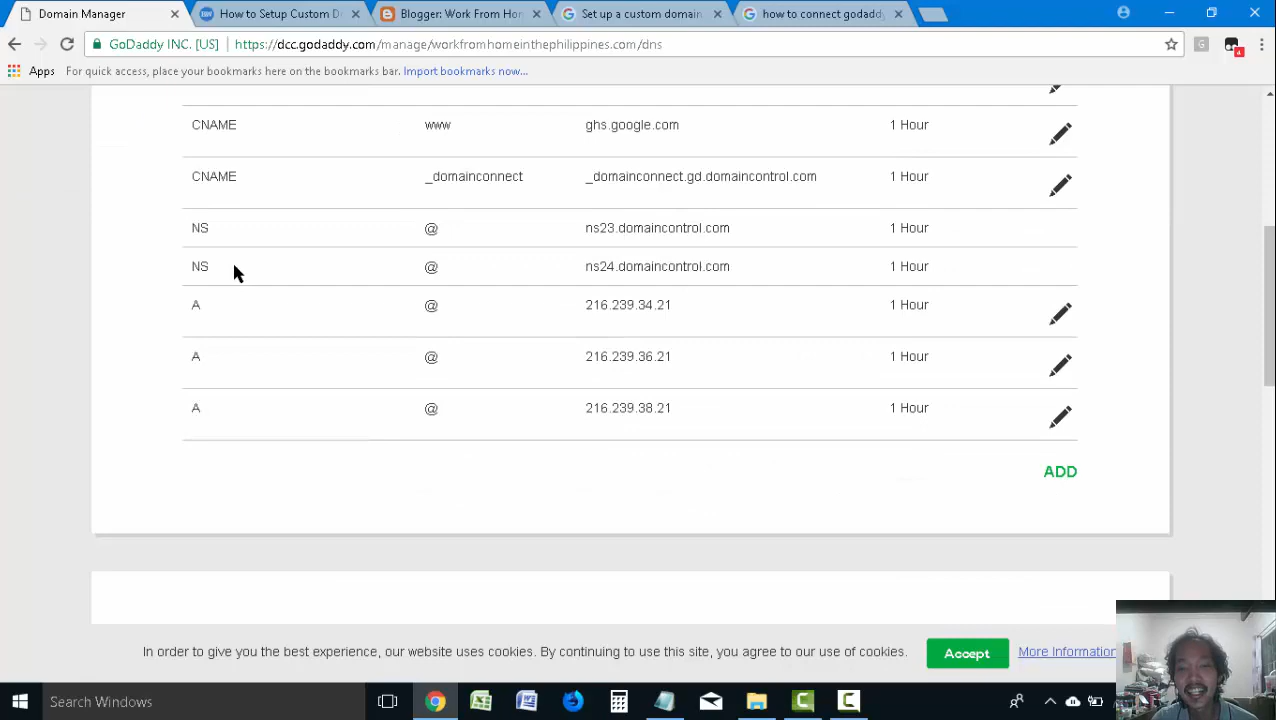 Domain Manager
How to Setup Custom D
Blogger: Work From Hom
Set up a custom domain
how to connect godaddy
GoDaddy INC. [US] https://dcc.godaddy.com/manage/workfromhomeinthephilippines.com/dns
Apps For quick access, place your bookmarks here on the bookmarks bar. Import bookmarks now...
CNAME www ghs.google.com 1 Hour
CNAME _domainconnect _domainconnect.gd.domaincontrol.com 1 Hour
NS @ ns23.domaincontrol.com 1 Hour
NS @ ns24.domaincontrol.com 1 Hour
A @ 216.239.34.21 1 Hour
A @ 216.239.36.21 1 Hour
A @ 216.239.38.21 1 Hour
ADD
In order to give you the best experience, our website uses cookies. By continuing to use this site, you agree to our use of cookies. Accept More Information
Search Windows